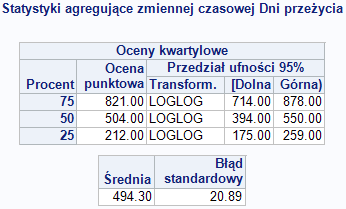 Statystyki agregujące zmiennej czasowej Dni przeżycia
Oceny kwartylowe
Procent Ocena punktowa Przedział ufności 95%
Transform. [Dolna Górna)
75 821.00 LOGLOG 714.00 878.00
50 504.00 LOGLOG 394.00 550.00
25 212.00 LOGLOG 175.00 259.00
Średnia Błąd standardowy
494.30 20.89